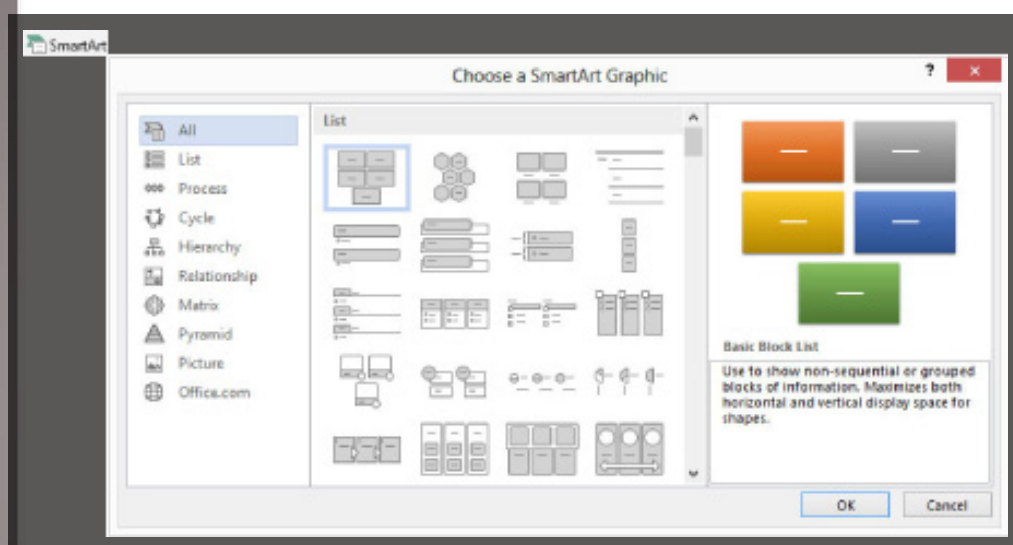 SmartArt
Choose a SmartArt Graphic
?
All
List
Process
Cycle
Hierarchy
Relationship
Matrix
Pyramid
Picture
Office.com
List
Basic Block List
Use to show non-sequential or grouped
blocks of information. Maximizes both
horizontal and vertical display space for
shapes.
OK
Cancel